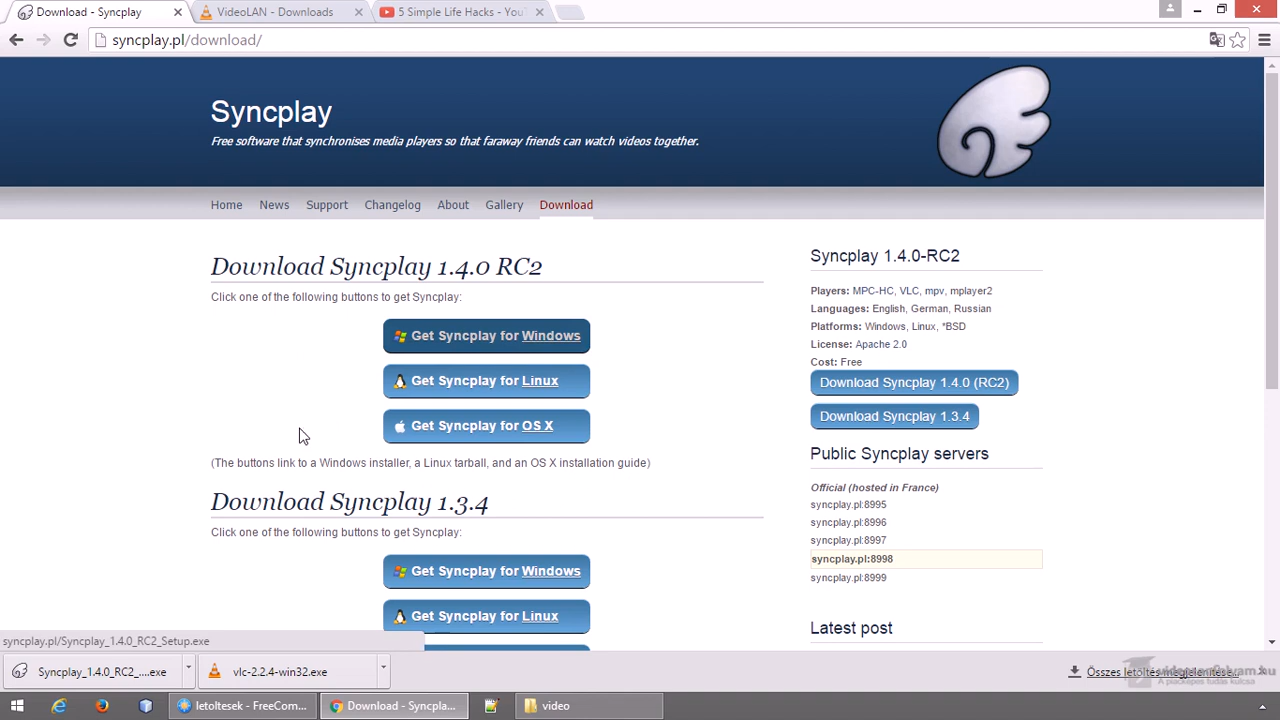 Download - Syncplay
VideoLAN - Downloads
5 Simple Life Hacks - You
syncplay.pl/download/
Syncplay
Free software that synchronises media players so that faraway friends can watch videos together.
Home News Support Changelog About Gallery Download
Download Syncplay 1.4.0 RC2
Click one of the following buttons to get Syncplay:
Get Syncplay for Windows
Get Syncplay for Linux
Get Syncplay for OS X
(The buttons link to a Windows installer, a Linux tarball, and an OS X installation guide)
Download Syncplay 1.3.4
Click one of the following buttons to get Syncplay:
Get Syncplay for Windows
Get Syncplay for Linux
Syncplay 1.4.0-RC2
Players: MPC-HC, VLC, mpv, mplayer2
Languages: English, German, Russian
Platforms: Windows, Linux, *BSD
License: Apache 2.0
Cost: Free
Download Syncplay 1.4.0 (RC2)
Download Syncplay 1.3.4
Public Syncplay servers
Official (hosted in France)
syncplay.pl:8995
syncplay.pl:8996
syncplay.pl:8997
syncplay.pl:8998
syncplay.pl:8999
Latest post
syncplay.pl/Syncplay_1.4.0_RC2_Setup.exe
Syncplay_1.4.0_RC2_....exe
vlc-2.2.4-win32.exe
Összes letöltés megjelenítése...
A piacképes tudás kulcsa
letoltesek - FreeCom...
Download - Syncpla...
video